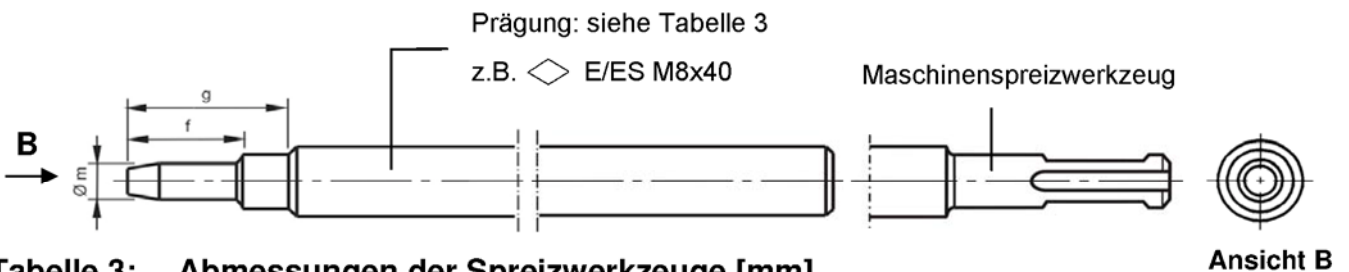 Prägung: siehe Tabelle 3
z.B. E/ES M8x40
Maschinenspreizwerkzeug
g
f
B
Ø m
Ansicht B
Tabelle 3: Abmessungen der Spreizwerkzeuge [mm]